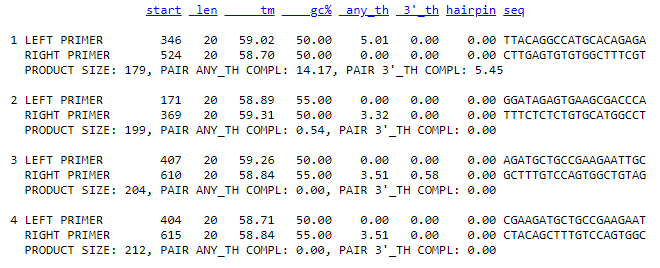 start len tm gc% any_th 3'_th hairpin seq
1 LEFT PRIMER 346 20 59.02 50.00 5.01 0.00 0.00 TTACAGGCCATGCACAGAGA
RIGHT PRIMER 524 20 58.70 50.00 0.00 0.00 0.00 CTTGAGTGTGTGGCTTTCGT
PRODUCT SIZE: 179, PAIR ANY_TH COMPL: 14.17, PAIR 3'_TH COMPL: 5.45
2 LEFT PRIMER 171 20 58.89 55.00 0.00 0.00 0.00 GGATAGAGTGAAGCGACCCA
RIGHT PRIMER 369 20 59.31 50.00 3.32 0.00 0.00 TTTCTCTCTGTGCATGGCCT
PRODUCT SIZE: 199, PAIR ANY_TH COMPL: 0.54, PAIR 3'_TH COMPL: 0.00
3 LEFT PRIMER 407 20 59.26 50.00 0.00 0.00 0.00 AGATGCTGCCGAAGAATTGC
RIGHT PRIMER 610 20 58.84 55.00 3.51 0.58 0.00 GCTTTGTCCAGTGGCTGTAG
PRODUCT SIZE: 204, PAIR ANY_TH COMPL: 0.00, PAIR 3'_TH COMPL: 0.00
4 LEFT PRIMER 404 20 58.71 50.00 0.00 0.00 0.00 CGAAGATGCTGCCGAAGAAT
RIGHT PRIMER 615 20 58.84 55.00 3.51 0.00 0.00 CTACAGCTTTGTCCAGTGGC
PRODUCT SIZE: 212, PAIR ANY_TH COMPL: 0.00, PAIR 3'_TH COMPL: 0.00